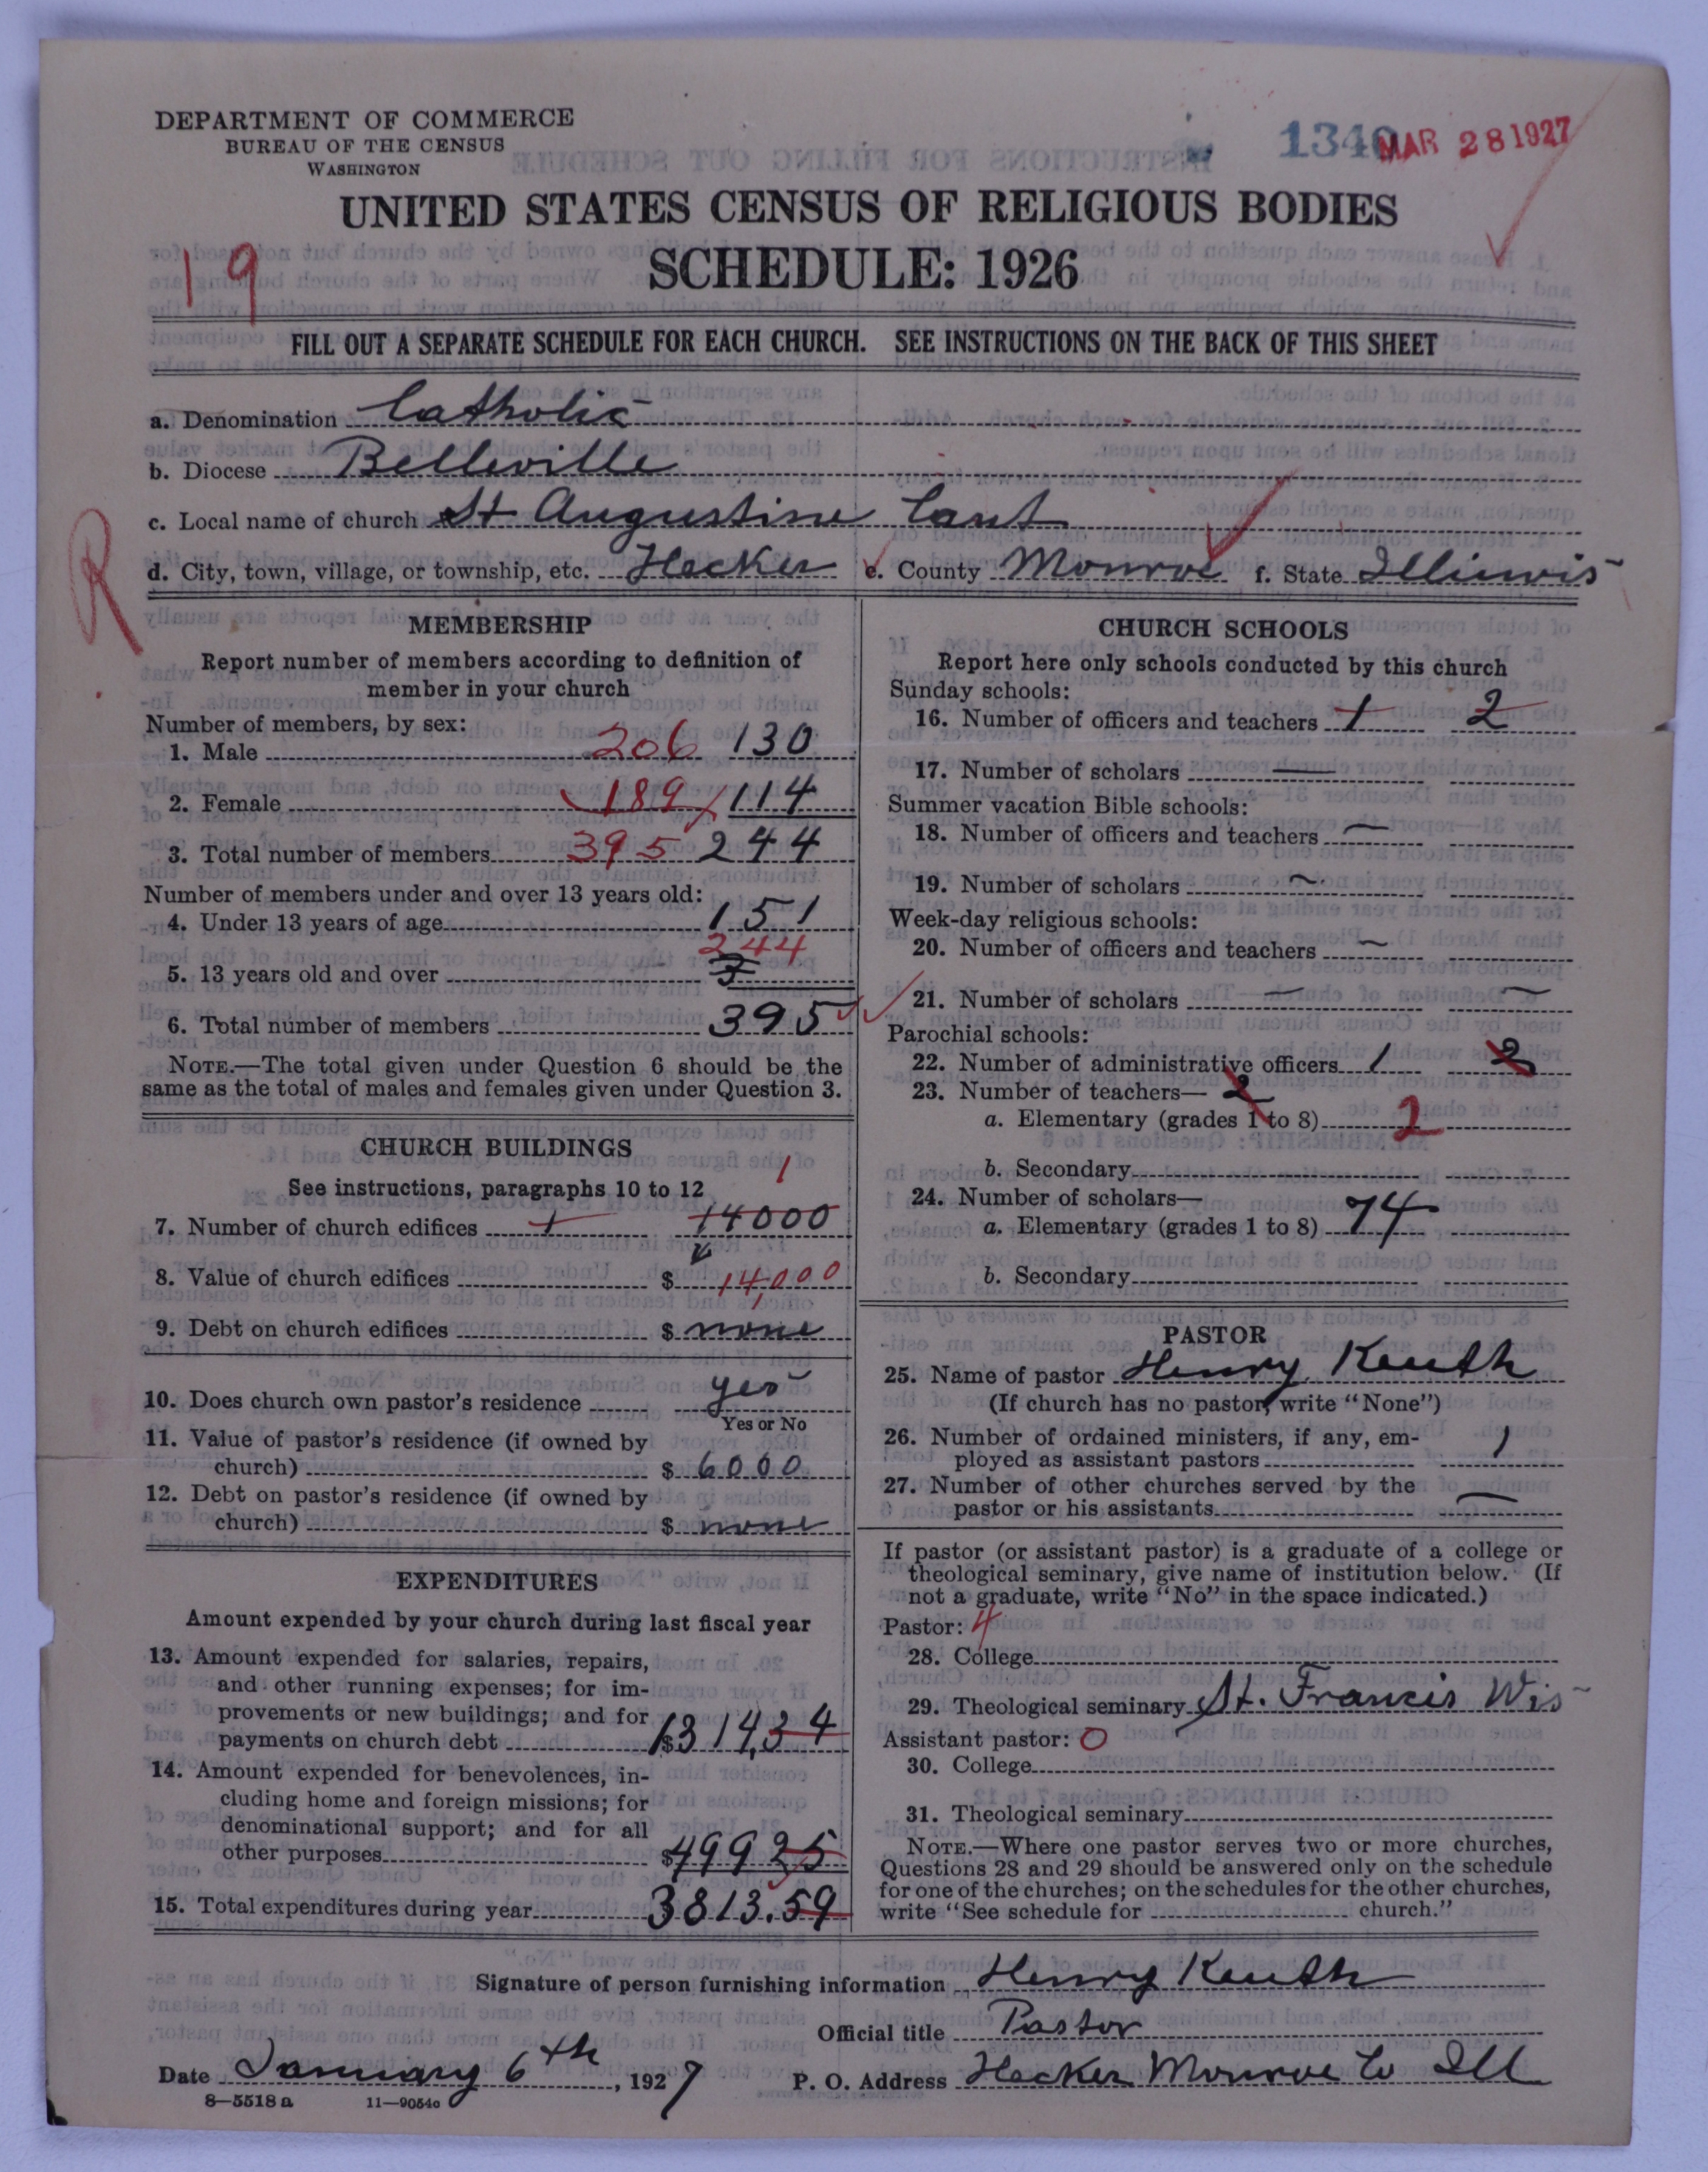 DEPARTMENT OF COMMERCE
BUREAU OF THE CENSUS
WASHINGTON
1340 MAR 28 1927
UNITED STATES CENSUS OF RELIGIOUS BODIES
SCHEDULE: 1926
19
FILL OUT A SEPARATE SCHEDULE FOR EACH CHURCH. SEE INSTRUCTIONS ON THE BACK OF THIS SHEET
a. Denomination Catholic
b. Diocese Belleville
c. Local name of church St Augustine Cant
R
d. City, town, village, or township, etc. Hecker e. County Monroe f. State Illinois
MEMBERSHIP
Report number of members according to definition of
member in your church
Number of members, by sex:
1. Male 206 130
2. Female 189 114
3. Total number of members 395 244
Number of members under and over 13 years old:
4. Under 13 years of age 151
244
5. 13 years old and over
6. Total number of members 395
NOTE.—The total given under Question 6 should be the
same as the total of males and females given under Question 3.
CHURCH BUILDINGS
See instructions, paragraphs 10 to 12
1
7. Number of church edifices 1 14000
8. Value of church edifices $ 14,000
9. Debt on church edifices $ none
10. Does church own pastor's residence yes
Yes or No
11. Value of pastor's residence (if owned by
church) $ 6000
12. Debt on pastor's residence (if owned by
church) $ none
EXPENDITURES
Amount expended by your church during last fiscal year
13. Amount expended for salaries, repairs,
and other running expenses; for im-
provements or new buildings; and for
payments on church debt $ 3314,34
14. Amount expended for benevolences, in-
cluding home and foreign missions; for
denominational support; and for all
other purposes $ 499 25
15. Total expenditures during year 3813.59
CHURCH SCHOOLS
Report here only schools conducted by this church
Sunday schools:
16. Number of officers and teachers 1 2
17. Number of scholars —
Summer vacation Bible schools:
18. Number of officers and teachers —
19. Number of scholars —
Week-day religious schools:
20. Number of officers and teachers —
21. Number of scholars — —
Parochial schools:
22. Number of administrative officers 1 2
23. Number of teachers— 2
a. Elementary (grades 1 to 8) 2
b. Secondary
24. Number of scholars—
a. Elementary (grades 1 to 8) 74
b. Secondary
PASTOR
25. Name of pastor Henry Keuth
(If church has no pastor, write "None")
26. Number of ordained ministers, if any, em-
ployed as assistant pastors 1
27. Number of other churches served by the
pastor or his assistants —
If pastor (or assistant pastor) is a graduate of a college or
theological seminary, give name of institution below. (If
not a graduate, write "No" in the space indicated.)
Pastor: 4
28. College
29. Theological seminary St. Francis Wis
Assistant pastor: 0
30. College
31. Theological seminary
NOTE.—Where one pastor serves two or more churches,
Questions 28 and 29 should be answered only on the schedule
for one of the churches; on the schedules for the other churches,
write "See schedule for church."
Signature of person furnishing information Henry Keuth
Official title Pastor
Date January 6th, 1927 P. O. Address Hecker Monroe Co Ill
8—5518a 11—9054c